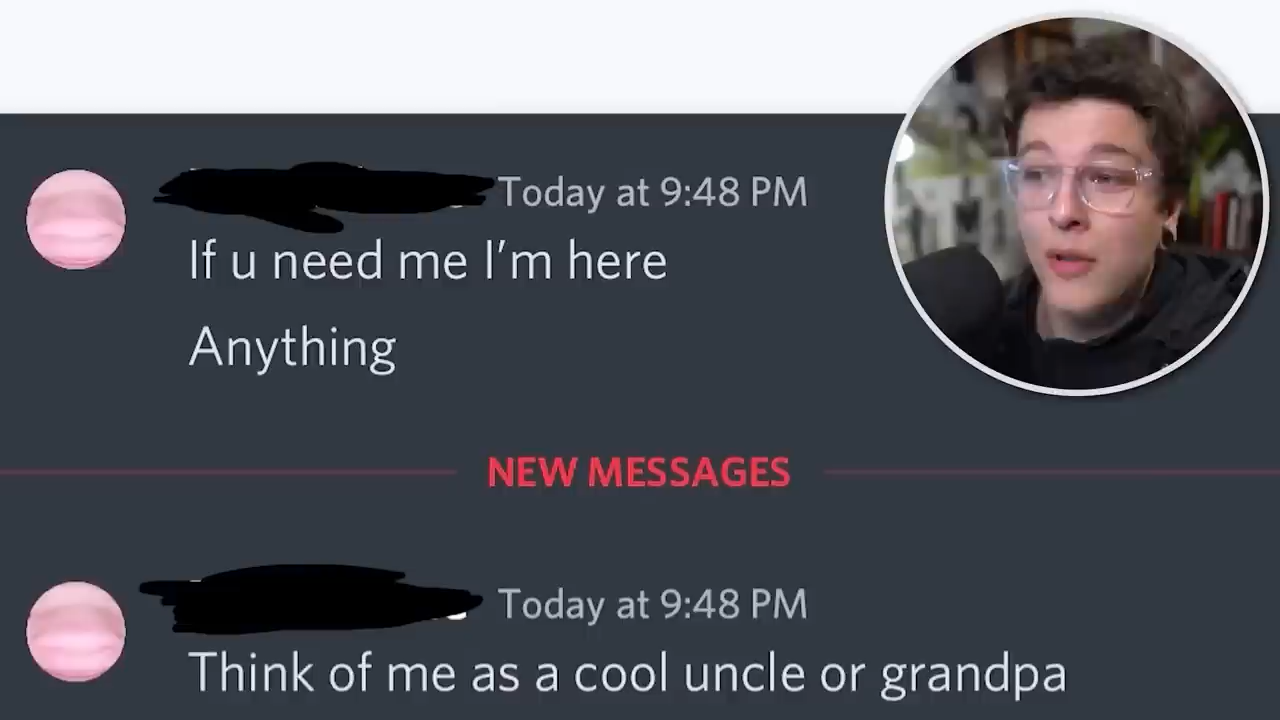 Today at 9:48 PM
If u need me I’m here
Anything
NEW MESSAGES
Today at 9:48 PM
Think of me as a cool uncle or grandpa